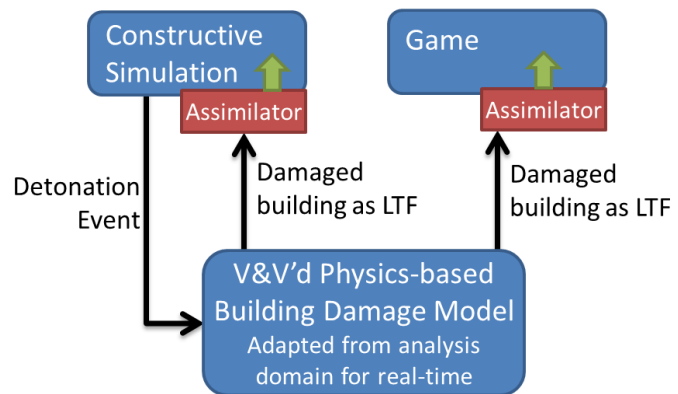 Constructive
Simulation
Game
Assimilator
Assimilator
Detonation
Event
Damaged
building as LTF
Damaged
building as LTF
V&V'd Physics-based
Building Damage Model
Adapted from analysis
domain for real-time